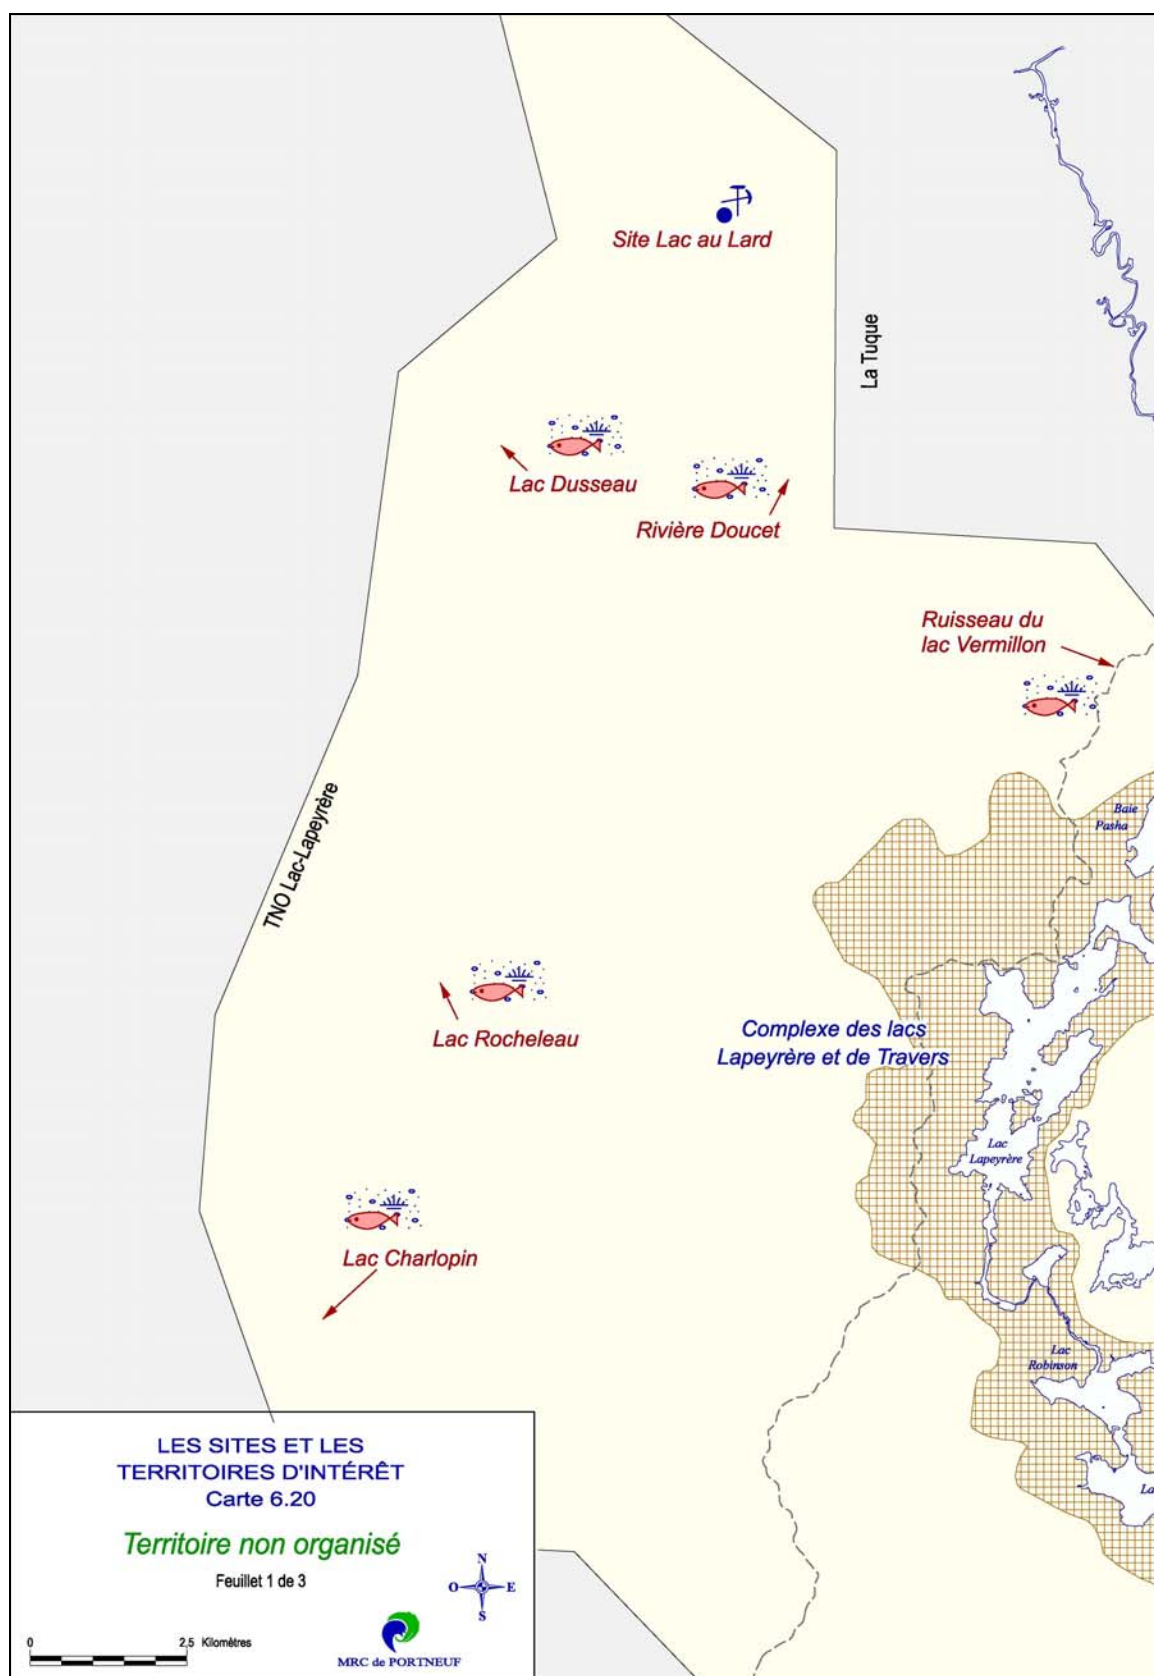 Site Lac au Lard
La Tuque
Lac Dusseau
Rivière Doucet
Ruisseau du
lac Vermillon
Baie
Pasha
TNO Lac-Lapeyrère
Lac Rocheleau
Complexe des lacs
Lapeyrère et de Travers
Lac
Lapeyrère
Lac Charlopin
Lac
Robinson
La
LES SITES ET LES
TERRITOIRES D'INTÉRÊT
Carte 6.20
Territoire non organisé
Feuillet 1 de 3
N
O E
S
0 2,5 Kilomètres
MRC de PORTNEUF